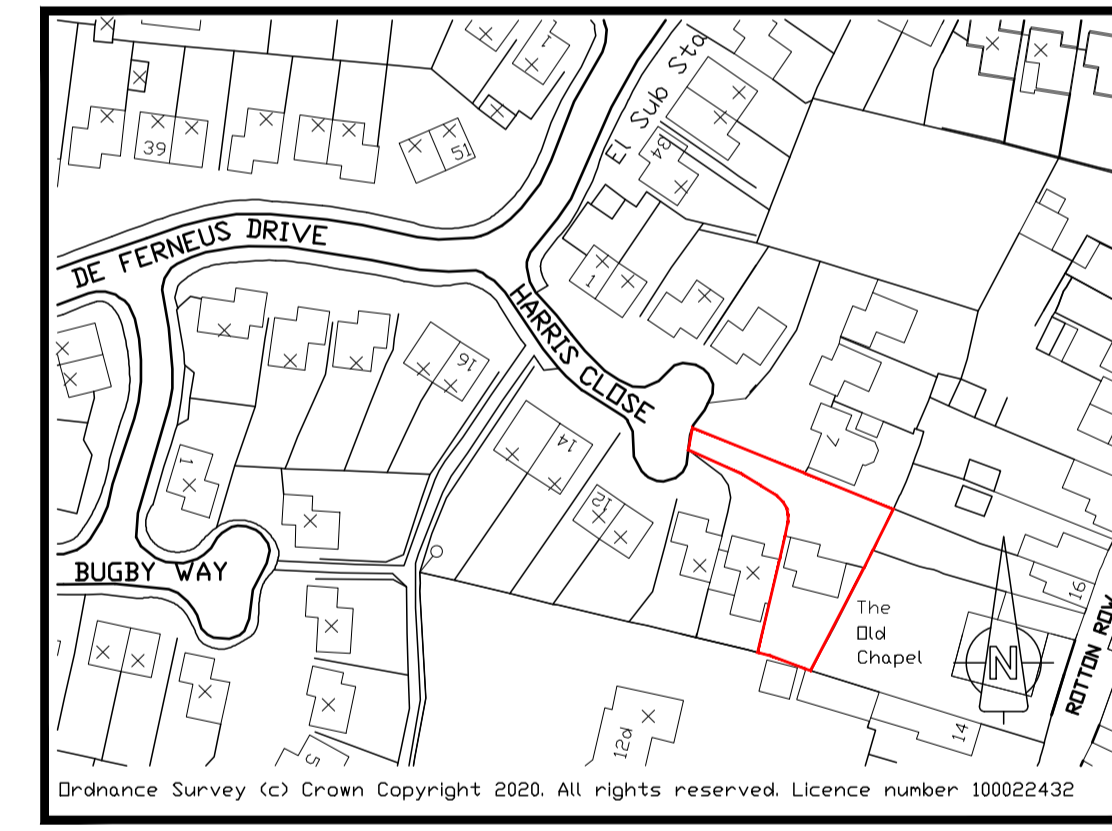 1
39
51
El Sub Sta
34
DE FERNEUS DRIVE
1
HARRIS CLOSE
16
14
12
7
1
BUGBY WAY
The
Old
Chapel
N
16
ROTTON ROW
12d
14
5
Ordnance Survey (c) Crown Copyright 2020. All rights reserved. Licence number 100022432